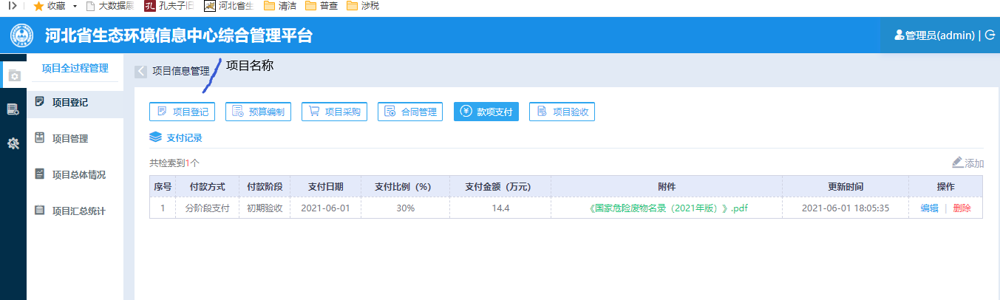 收藏 大数据展 孔 孔夫子旧 河北省生 清洁 普查 涉税
河北省生态环境信息中心综合管理平台 管理员(admin) |
项目全过程管理 项目信息管理 项目名称
项目登记
项目管理
项目总体情况
项目汇总统计
项目登记 预算编制 项目采购 合同管理 款项支付 项目验收
支付记录
共检索到1个 添加
序号 付款方式 付款阶段 支付日期 支付比例（%） 支付金额（万元） 附件 更新时间 操作
1 分阶段支付 初期验收 2021-06-01 30% 14.4 《国家危险废物名录（2021年版）》.pdf 2021-06-01 18:05:35 编辑 | 删除